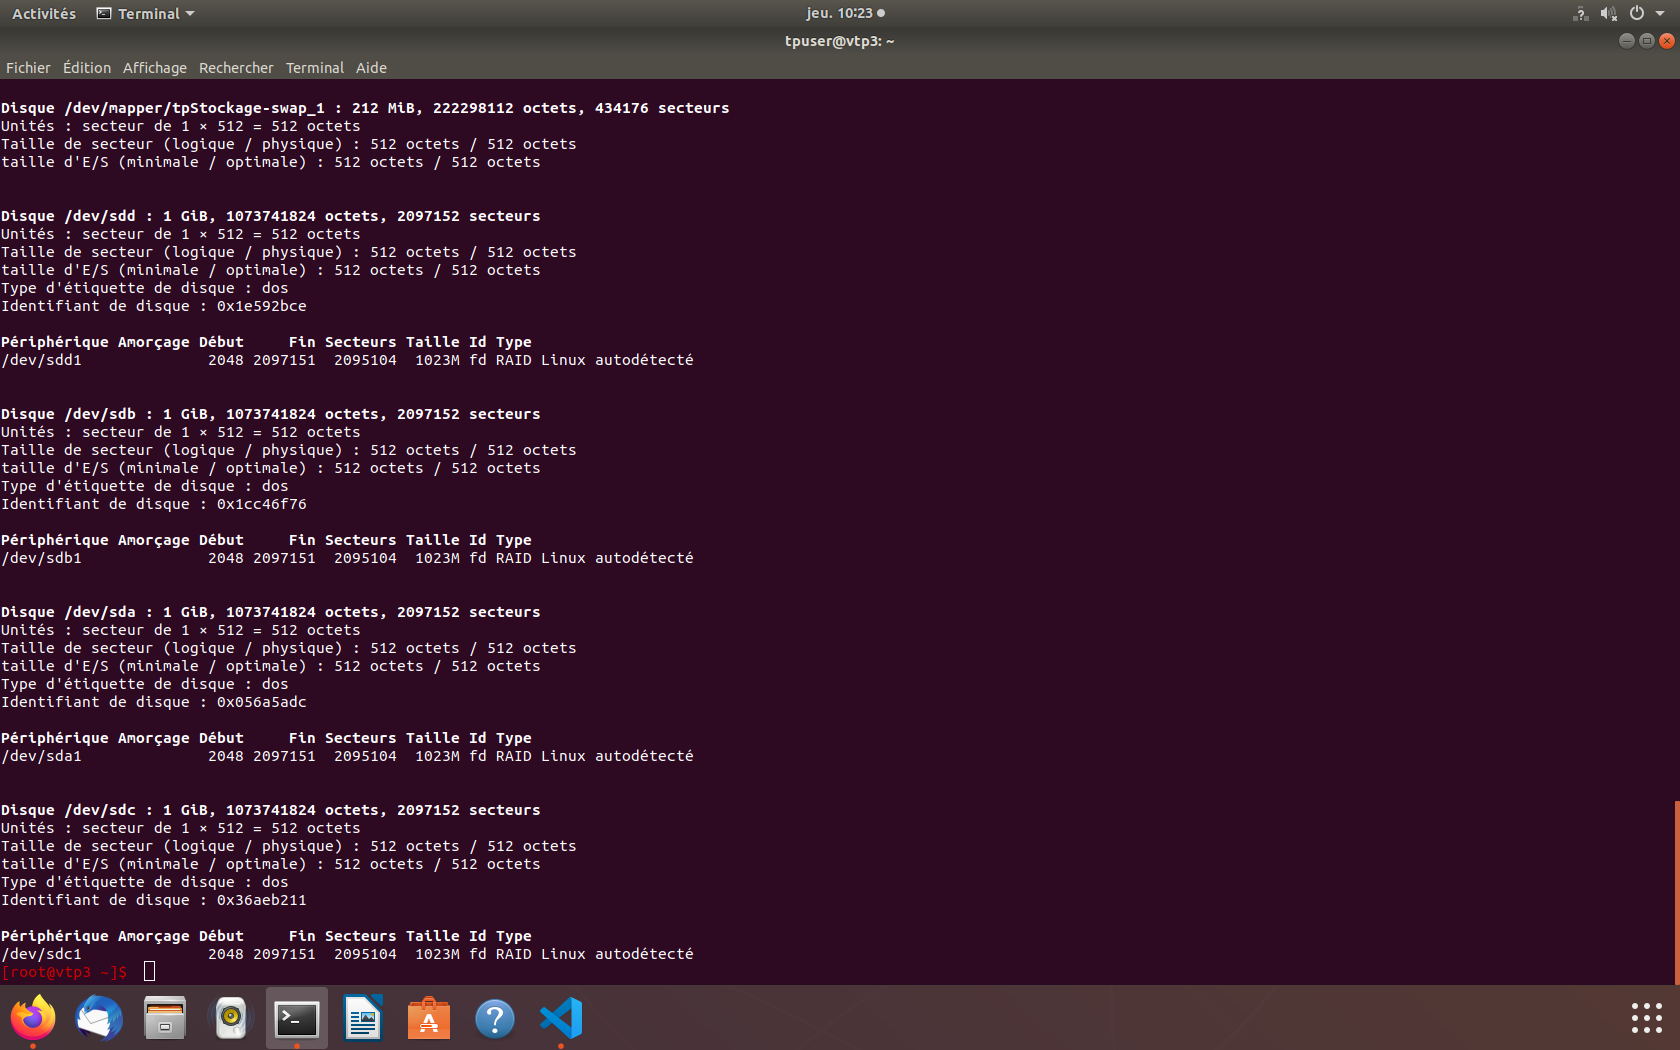 Activités Terminal jeu. 10:23
tpuser@vtp3: ~
Fichier Édition Affichage Rechercher Terminal Aide
Disque /dev/mapper/tpStockage-swap_1 : 212 MiB, 222298112 octets, 434176 secteurs
Unités : secteur de 1 × 512 = 512 octets
Taille de secteur (logique / physique) : 512 octets / 512 octets
taille d'E/S (minimale / optimale) : 512 octets / 512 octets
Disque /dev/sdd : 1 GiB, 1073741824 octets, 2097152 secteurs
Unités : secteur de 1 × 512 = 512 octets
Taille de secteur (logique / physique) : 512 octets / 512 octets
taille d'E/S (minimale / optimale) : 512 octets / 512 octets
Type d'étiquette de disque : dos
Identifiant de disque : 0x1e592bce
Périphérique Amorçage Début     Fin Secteurs Taille Id Type
/dev/sdd1              2048 2097151  2095104  1023M fd RAID Linux autodétecté
Disque /dev/sdb : 1 GiB, 1073741824 octets, 2097152 secteurs
Unités : secteur de 1 × 512 = 512 octets
Taille de secteur (logique / physique) : 512 octets / 512 octets
taille d'E/S (minimale / optimale) : 512 octets / 512 octets
Type d'étiquette de disque : dos
Identifiant de disque : 0x1cc46f76
Périphérique Amorçage Début     Fin Secteurs Taille Id Type
/dev/sdb1              2048 2097151  2095104  1023M fd RAID Linux autodétecté
Disque /dev/sda : 1 GiB, 1073741824 octets, 2097152 secteurs
Unités : secteur de 1 × 512 = 512 octets
Taille de secteur (logique / physique) : 512 octets / 512 octets
taille d'E/S (minimale / optimale) : 512 octets / 512 octets
Type d'étiquette de disque : dos
Identifiant de disque : 0x056a5adc
Périphérique Amorçage Début     Fin Secteurs Taille Id Type
/dev/sda1              2048 2097151  2095104  1023M fd RAID Linux autodétecté
Disque /dev/sdc : 1 GiB, 1073741824 octets, 2097152 secteurs
Unités : secteur de 1 × 512 = 512 octets
Taille de secteur (logique / physique) : 512 octets / 512 octets
taille d'E/S (minimale / optimale) : 512 octets / 512 octets
Type d'étiquette de disque : dos
Identifiant de disque : 0x36aeb211
Périphérique Amorçage Début     Fin Secteurs Taille Id Type
/dev/sdc1              2048 2097151  2095104  1023M fd RAID Linux autodétecté
[root@vtp3 ~]$